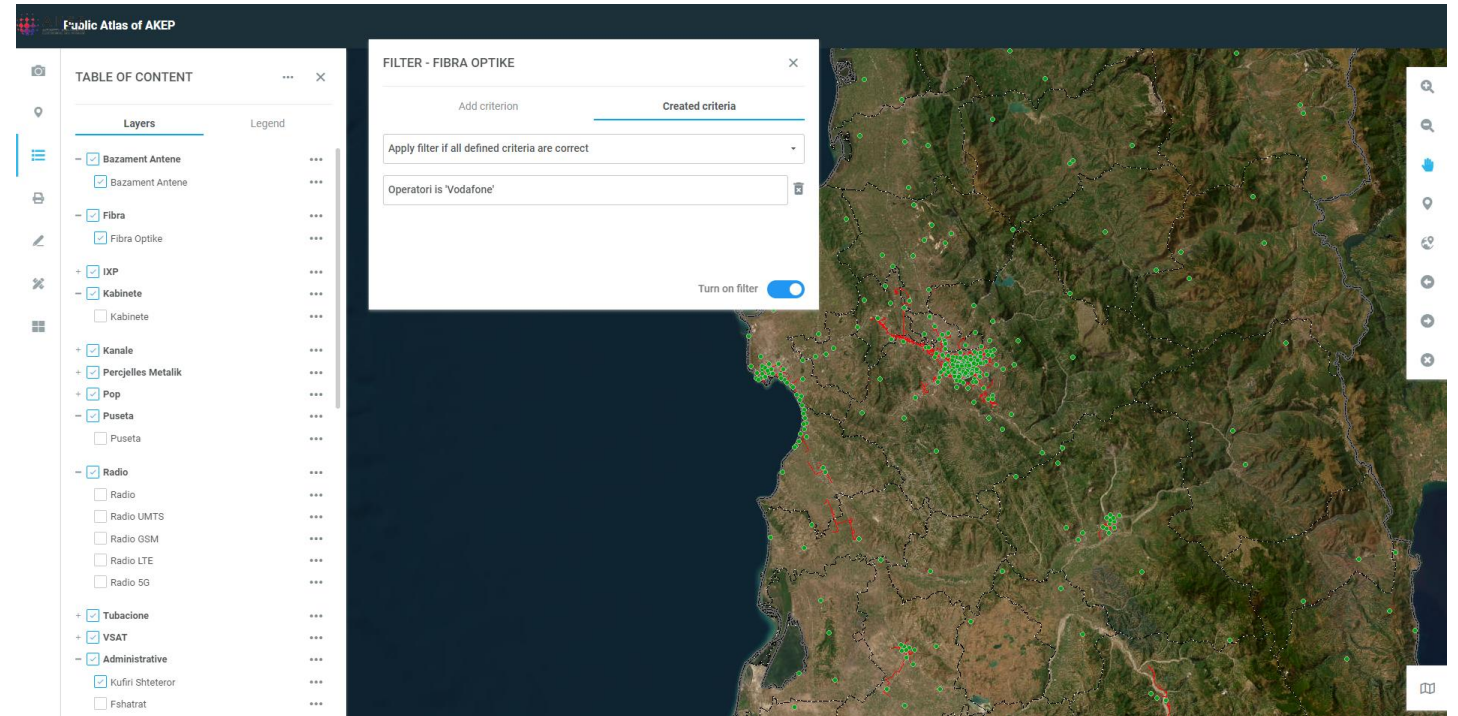 Public Atlas of AKEP
TABLE OF CONTENT
Layers Legend
Bazament Antene
Bazament Antene
Fibra
Fibra Optike
IXP
Kabinete
Kabinete
Kanale
Percjelles Metalik
Pop
Puseta
Puseta
Radio
Radio
Radio UMTS
Radio GSM
Radio LTE
Radio 5G
Tubacione
VSAT
Administrative
Kufiri Shteteror
Fshatrat
FILTER - FIBRA OPTIKE
Add criterion Created criteria
Apply filter if all defined criteria are correct
Operatori is 'Vodafone'
Turn on filter